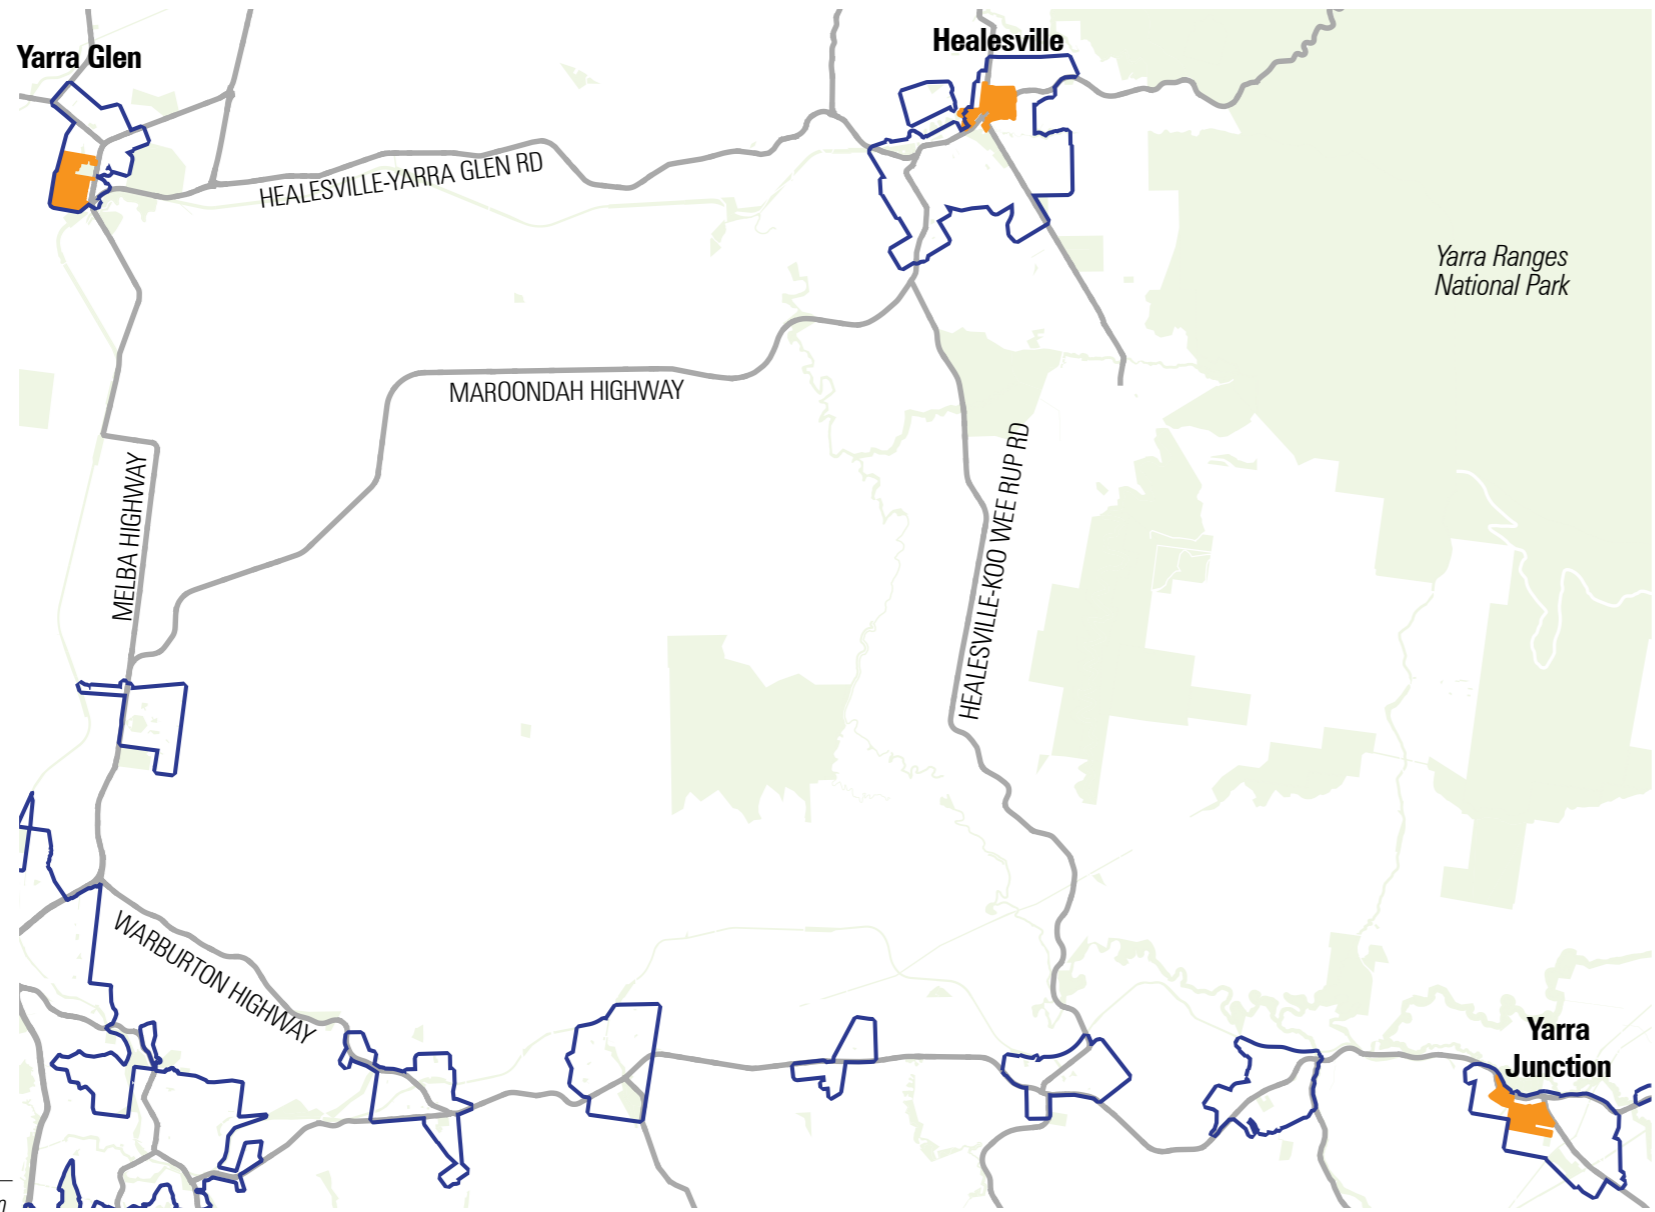 Yarra Glen
Healesville
HEALESVILLE-YARRA GLEN RD
Yarra Ranges
National Park
MAROONDAH HIGHWAY
MELBA HIGHWAY
HEALESVILLE-KOO WEE RUP RD
WARBURTON HIGHWAY
Yarra
Junction